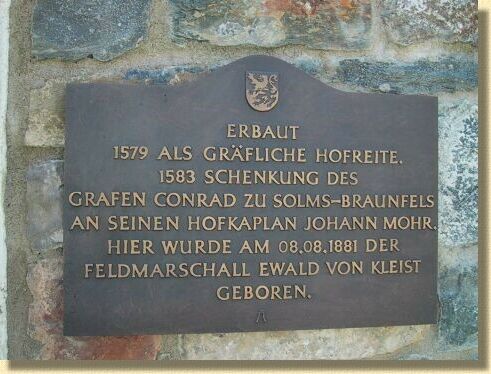 ERBAUT
1579 ALS GRÄFLICHE HOFREITE.
1583 SCHENKUNG DES
GRAFEN CONRAD ZU SOLMS-BRAUNFELS
AN SEINEN HOFKAPLAN JOHANN MOHR.
HIER WURDE AM 08.08.1881 DER
FELDMARSCHALL EWALD VON KLEIST
GEBOREN.